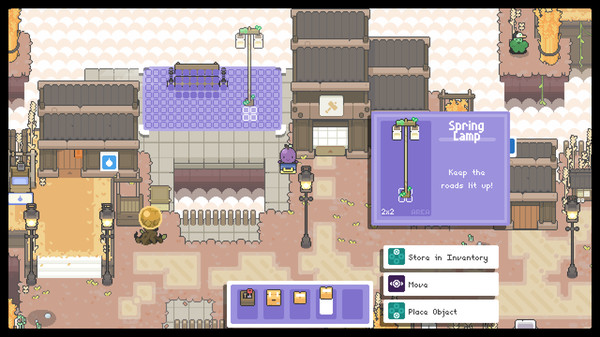 Spring
Lamp
Keep the
roads lit up!
2x2
Store in Inventory
Move
Place Object